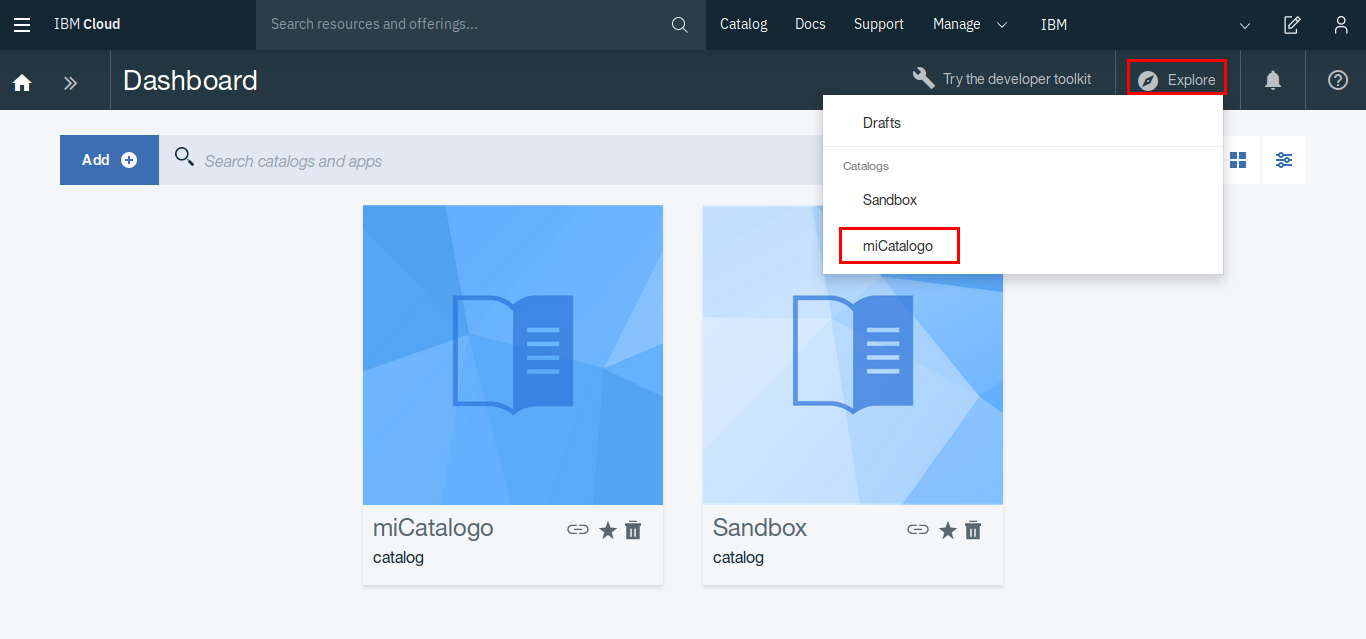 IBM Cloud
Search resources and offerings...
Catalog
Docs
Support
Manage
IBM
Dashboard
Try the developer toolkit
Explore
Drafts
Catalogs
Sandbox
miCatalogo
Add
Search catalogs and apps
miCatalogo
catalog
Sandbox
catalog